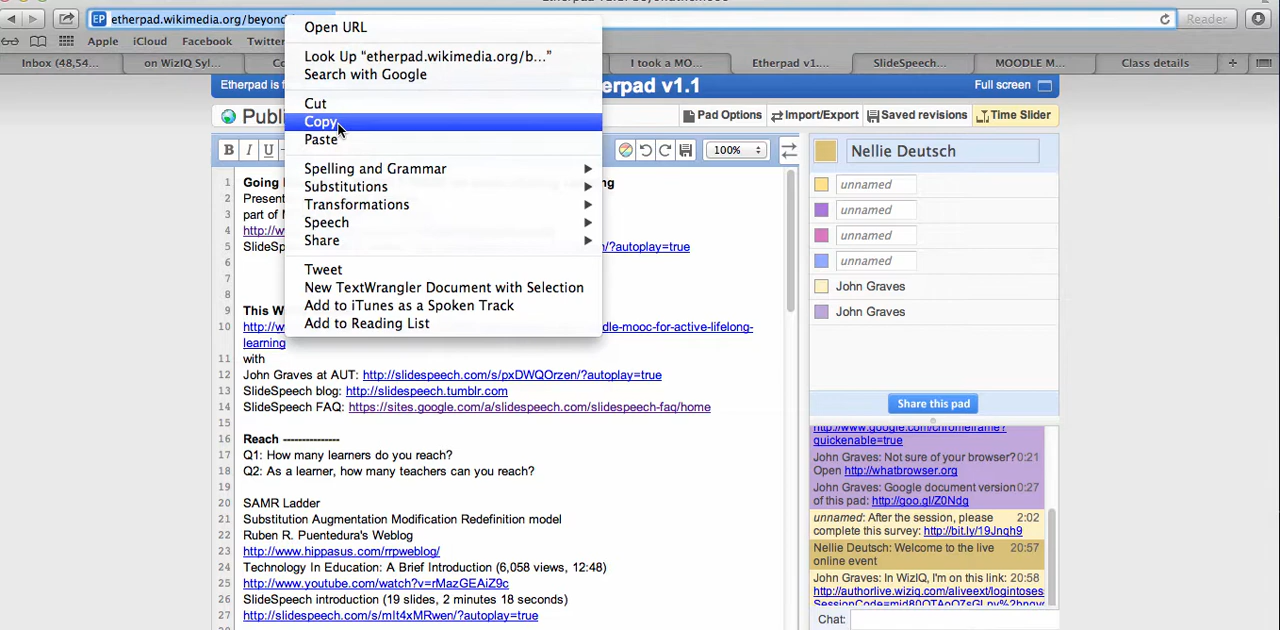 EP etherpad.wikimedia.org/beyond
Reader
Apple iCloud Facebook Twitter
Inbox (48,54... on WizIQ Syl... I took a MO... Etherpad v1.... SlideSpeech... MOODLE M... Class details +
Open URL
Look Up "etherpad.wikimedia.org/b..."
Search with Google
Cut
Copy
Paste
Spelling and Grammar
Substitutions
Transformations
Speech
Share
Tweet
New TextWrangler Document with Selection
Add to iTunes as a Spoken Track
Add to Reading List
Etherpad is
erpad v1.1
Full screen
Publi
Pad Options Import/Export Saved revisions Time Slider
B I U 100%
1 Going
2 Present
3 part of
4 http://w
5 SlideSp /?autoplay=true
6
7
8
9 This W
10 http://w dle-mooc-for-active-lifelong-
learning
11 with
12 John Graves at AUT: http://slidespeech.com/s/pxDWQOrzen/?autoplay=true
13 SlideSpeech blog: http://slidespeech.tumblr.com
14 SlideSpeech FAQ: https://sites.google.com/a/slidespeech.com/slidespeech-faq/home
15
16 Reach ---------------
17 Q1: How many learners do you reach?
18 Q2: As a learner, how many teachers can you reach?
19
20 SAMR Ladder
21 Substitution Augmentation Modification Redefinition model
22 Ruben R. Puentedura's Weblog
23 http://www.hippasus.com/rrpweblog/
24 Technology In Education: A Brief Introduction (6,058 views, 12:48)
25 http://www.youtube.com/watch?v=rMazGEAiZ9c
26 SlideSpeech introduction (19 slides, 2 minutes 18 seconds)
27 http://slidespeech.com/s/mIt4xMRwen/?autoplay=true
Nellie Deutsch
unnamed
unnamed
unnamed
unnamed
John Graves
John Graves
Share this pad
http://www.google.com/chromeframe?
quickenable=true
John Graves: Not sure of your browser? 0:21
Open http://whatbrowser.org
John Graves: Google document version 0:27
of this pad: http://goo.gl/Z0Ndq
unnamed: After the session, please 2:02
complete this survey: http://bit.ly/19Jnqh9
Nellie Deutsch: Welcome to the live 20:57
online event
John Graves: In WizIQ, I'm on this link: 20:58
http://authorlive.wiziq.com/aliveext/logintosess
Chat: